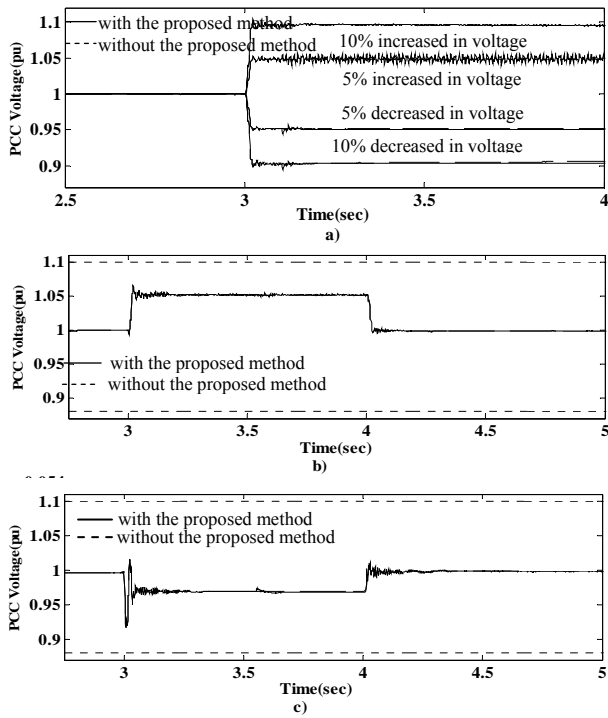 1.1
1.05
1
0.95
0.9
PCC Voltage(pu)
with the proposed method
without the proposed method
10% increased in voltage
5% increased in voltage
5% decreased in voltage
10% decreased in voltage
2.5 3 3.5 4
Time(sec)
a)
1.1
1.05
1
0.95
0.9
PCC Voltage(pu)
with the proposed method
without the proposed method
3 3.5 4 4.5 5
Time(sec)
b)
1.1
1.05
1
0.95
0.9
PCC Voltage(pu)
with the proposed method
without the proposed method
3 3.5 4 4.5 5
Time(sec)
c)